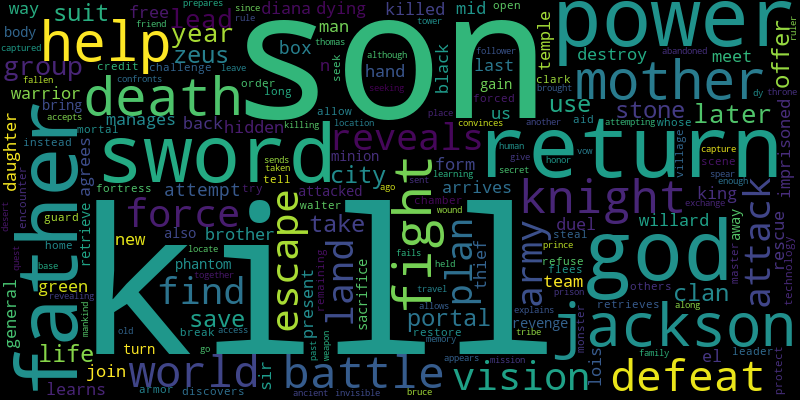 way
suit
free
lead
diana
dying
since
rule
killed
mid
open
friend
prepares
tower
body
captured
help
year
man
thomas
although
follower
son
power
temple
group
zeus
box
black
seek
hand
last
gain
destroy
meet
clark
offer
ruler
warrior
credit
challenge
leave
fallen
confronts
death
order
long
n
seeking
forced
us
mother
brought
abandoned
dy
throne
bring
accepts
mortal
manages
back
hidden
allow
location
killing
reveals
convinces
place
use
stone
later
another
aid
attempting
whose
daughter
instead
agrees
sword
city
minion
form
human
give
secret
return
honor
vow
village
capture
scene
spear
enough
exchange
imprisoned
technology
encounter
fortress
attempt
sends
taken
try
tell
attacked
arrives
learning
sent
knight
king
father
retrieve
guard
home
force
also
brother
escape
walter
ago
take
chamber
wound
fight
plan
thief
army
duel
willard
away
attack
rescue
desert
quest
base
new
locate
phantom
together
remaining
land
sacrifice
fails
held
steal
prince
refuse
flees
god
others
master
general
green
revealing
mankind
find
save
present
weapon
past
portal
travel
allows
restore
memory
team
retrieves
clan
along
prison
explains
revenge
tribe
monster
kill
life
old
turn
break
access
go
jackson
join
world
sir
battle
appears
mission
vision
family
el
leader
protect
lois
defeat
learns
armor
discovers
ancient
invisible
bruce